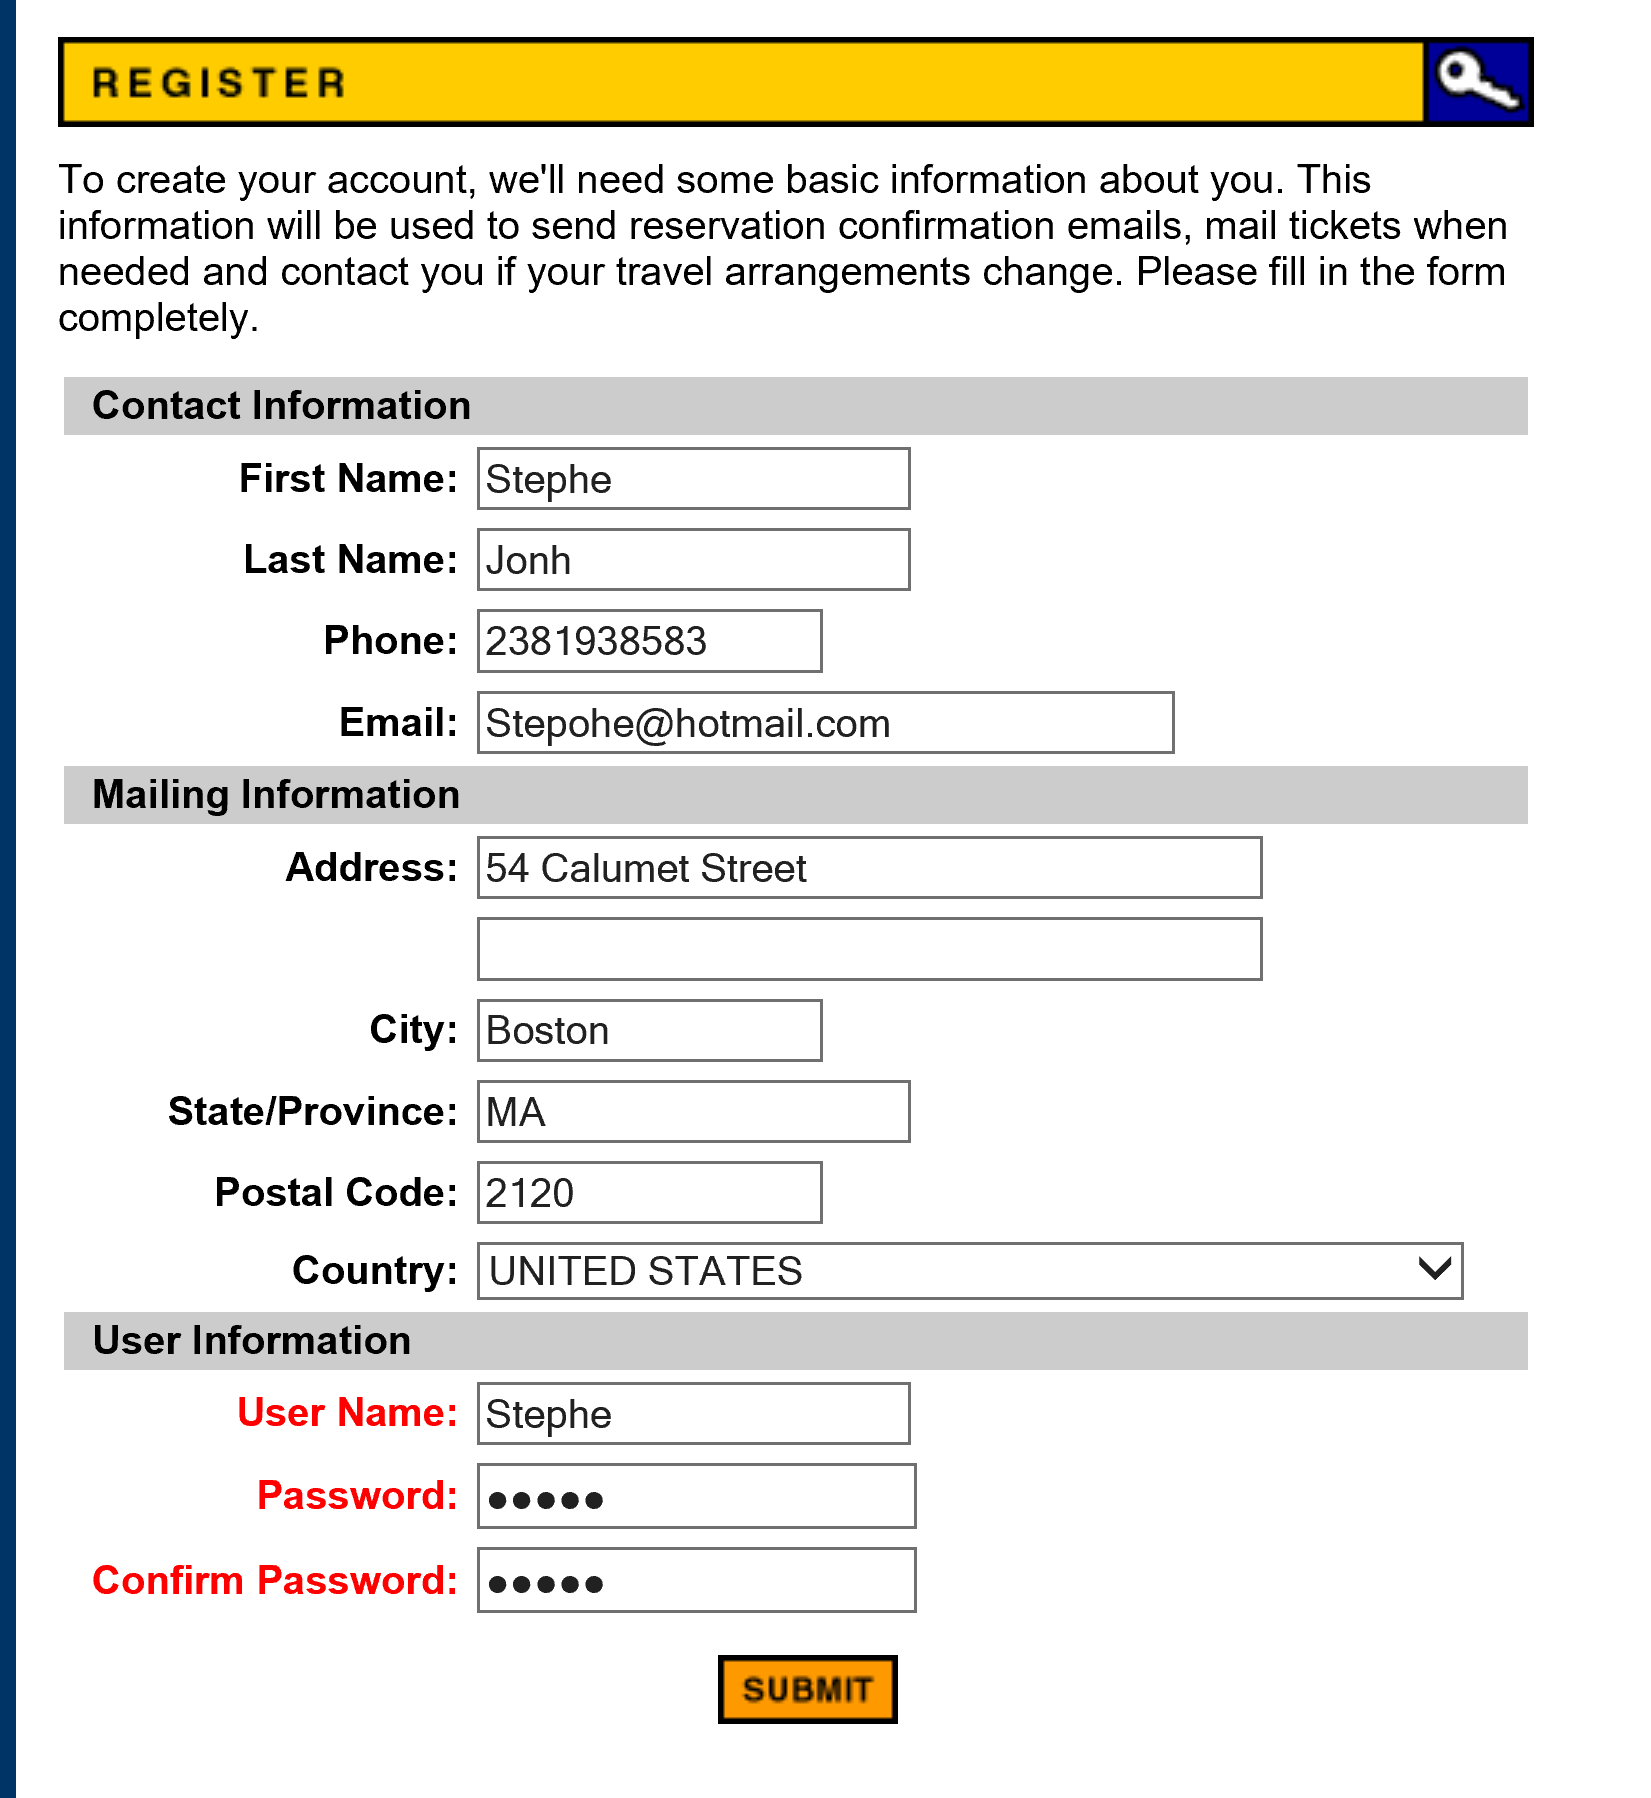 REGISTER
To create your account, we'll need some basic information about you. This
information will be used to send reservation confirmation emails, mail tickets when
needed and contact you if your travel arrangements change. Please fill in the form
completely.
Contact Information
First Name: Stephe
Last Name: Jonh
Phone: 2381938583
Email: Stepohe@hotmail.com
Mailing Information
Address: 54 Calumet Street
City: Boston
State/Province: MA
Postal Code: 2120
Country: UNITED STATES
User Information
User Name: Stephe
Password: •••••
Confirm Password: •••••
SUBMIT